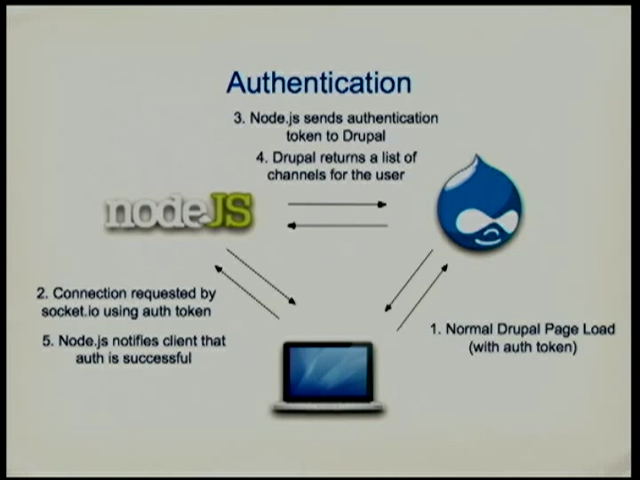 Authentication
3. Node.js sends authentication
token to Drupal
4. Drupal returns a list of
channels for the user
nodeJS
2. Connection requested by
socket.io using auth token
5. Node.js notifies client that
auth is successful
1. Normal Drupal Page Load
(with auth token)